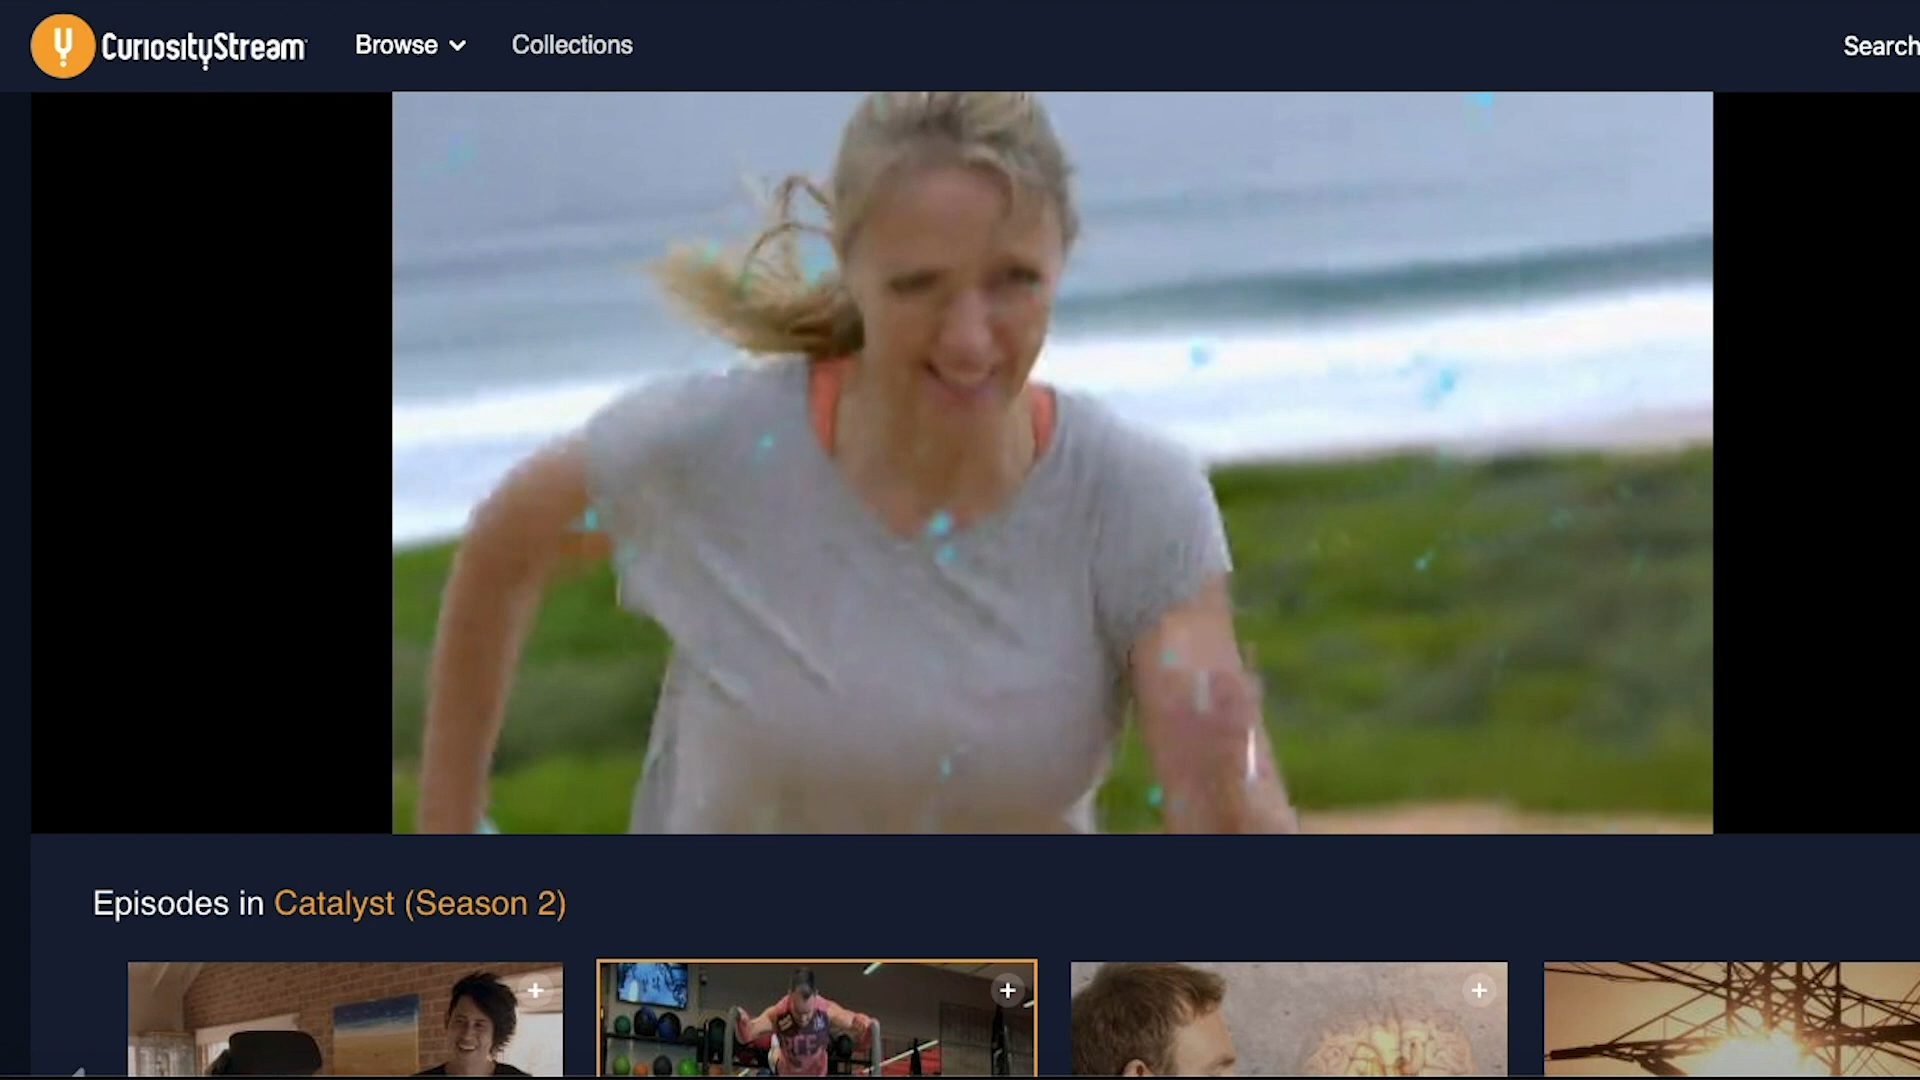 CuriosityStream
Browse
Collections
Search
Episodes in Catalyst (Season 2)